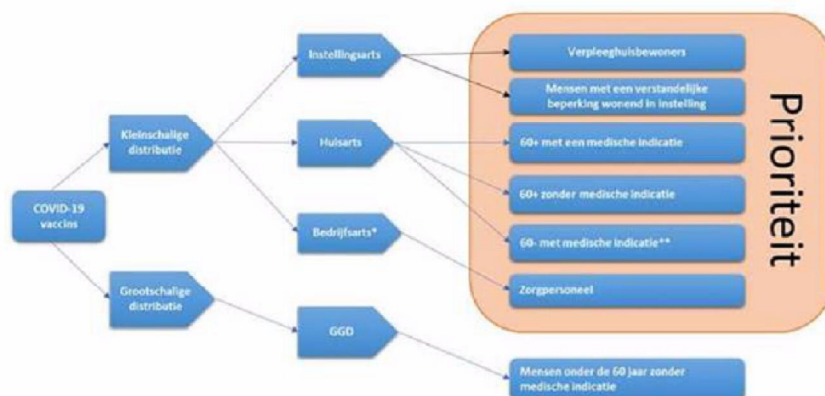 COVID-19
vaccins
Kleinschalige
distributie
Grootschalige
distributie
Instellingsarts
Huisarts
Bedrijfsarts*
GGD
Verpleeghuisbewoners
Mensen met een verstandelijke
beperking wonend in instelling
60+ met een medische indicatie
60+ zonder medische indicatie
60- met medische indicatie**
Zorgpersoneel
Mensen onder de 60 jaar zonder
medische indicatie
Prioriteit